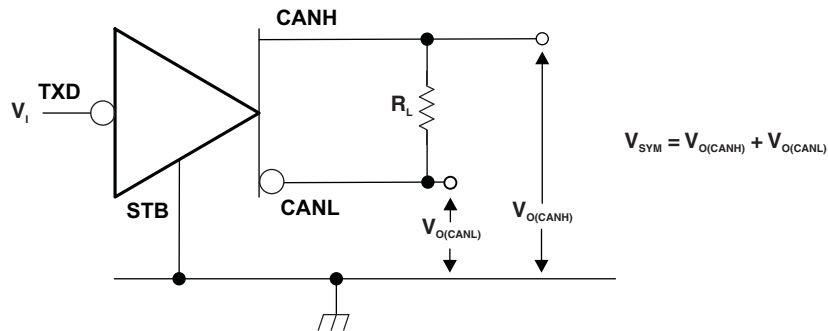 CANH
TXD
V_I
R_L
V_SYM = V_O(CANH) + V_O(CANL)
STB
CANL
V_O(CANL)
V_O(CANH)